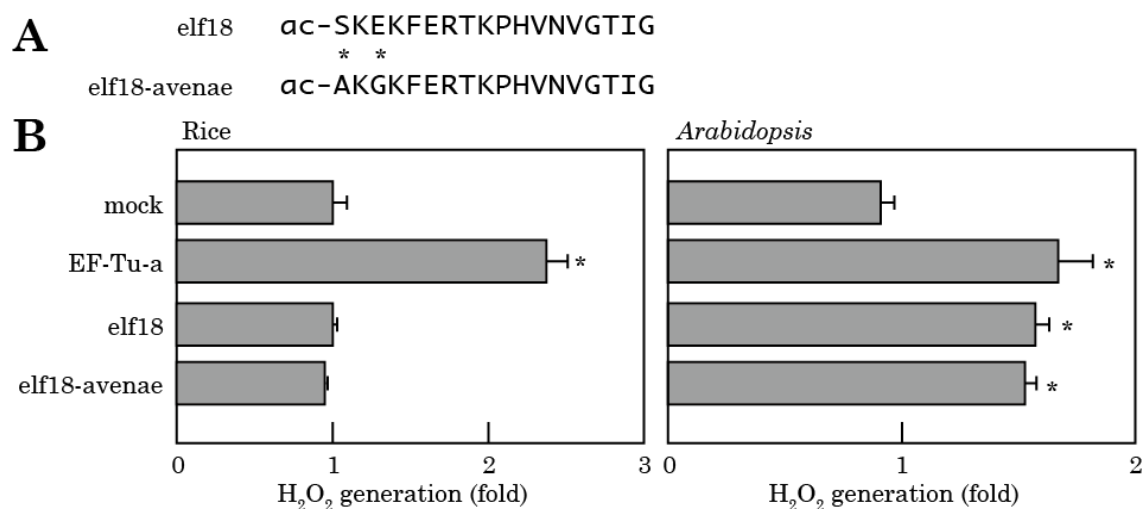 A
elf18 ac-SKEKFERTKPHVNVGTIG
* *
elf18-avenae ac-AKGKFERTKPHVNVGTIG
B
Rice
Arabidopsis
mock
EF-Tu-a * *
elf18 *
elf18-avenae *
0 1 2 3
0 1 2
H₂O₂ generation (fold)
H₂O₂ generation (fold)